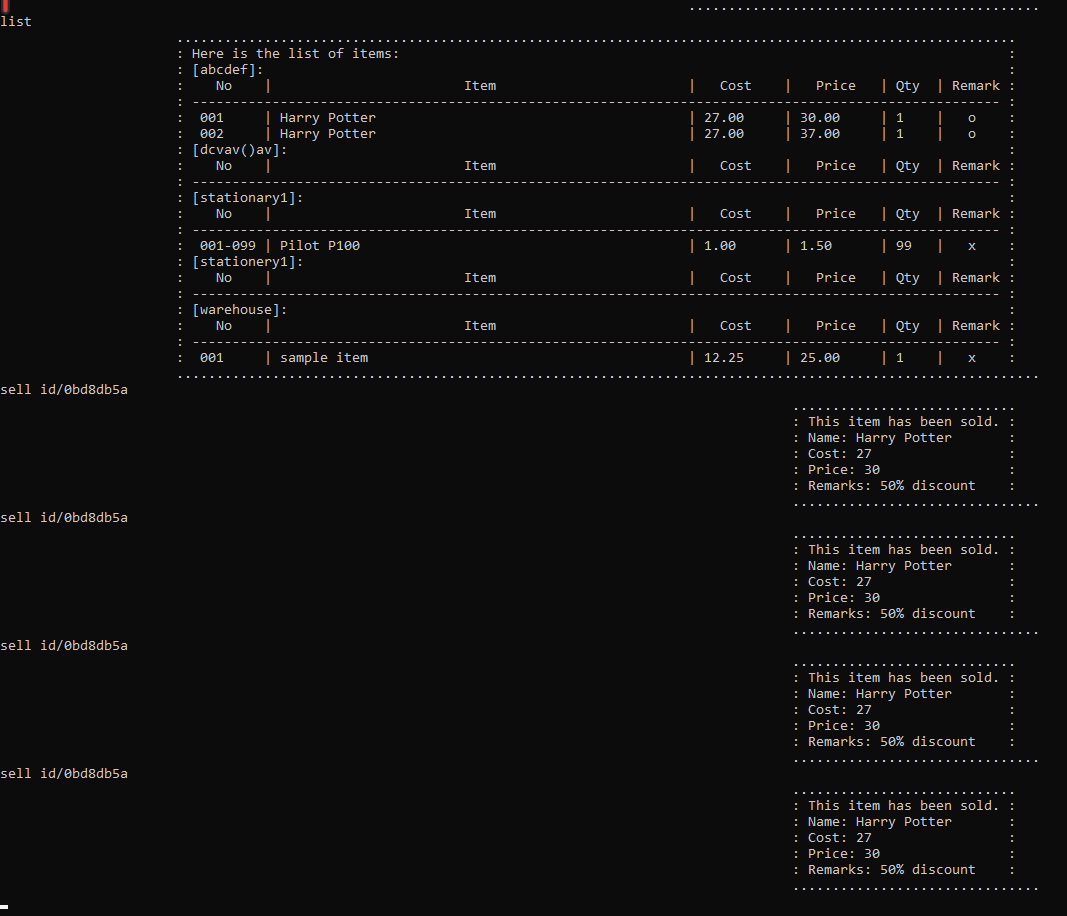 .............................................
list
.........................................................................................................
: Here is the list of items: :
: [abcdef]: :
: No | Item | Cost | Price | Qty | Remark :
: ----------------------------------------------------------------------------------------------------- :
: 001 | Harry Potter | 27.00 | 30.00 | 1 | o :
: 002 | Harry Potter | 27.00 | 37.00 | 1 | o :
: [dcvav()av]: :
: No | Item | Cost | Price | Qty | Remark :
: ----------------------------------------------------------------------------------------------------- :
: [stationary1]: :
: No | Item | Cost | Price | Qty | Remark :
: ----------------------------------------------------------------------------------------------------- :
: 001-099 | Pilot P100 | 1.00 | 1.50 | 99 | x :
: [stationery1]: :
: No | Item | Cost | Price | Qty | Remark :
: ----------------------------------------------------------------------------------------------------- :
: [warehouse]: :
: No | Item | Cost | Price | Qty | Remark :
: ----------------------------------------------------------------------------------------------------- :
: 001 | sample item | 12.25 | 25.00 | 1 | x :
............................................................................................................
sell id/0bd8db5a
............................
: This item has been sold. :
: Name: Harry Potter :
: Cost: 27 :
: Price: 30 :
: Remarks: 50% discount :
...............................
sell id/0bd8db5a
............................
: This item has been sold. :
: Name: Harry Potter :
: Cost: 27 :
: Price: 30 :
: Remarks: 50% discount :
...............................
sell id/0bd8db5a
............................
: This item has been sold. :
: Name: Harry Potter :
: Cost: 27 :
: Price: 30 :
: Remarks: 50% discount :
...............................
sell id/0bd8db5a
............................
: This item has been sold. :
: Name: Harry Potter :
: Cost: 27 :
: Price: 30 :
: Remarks: 50% discount :
...............................